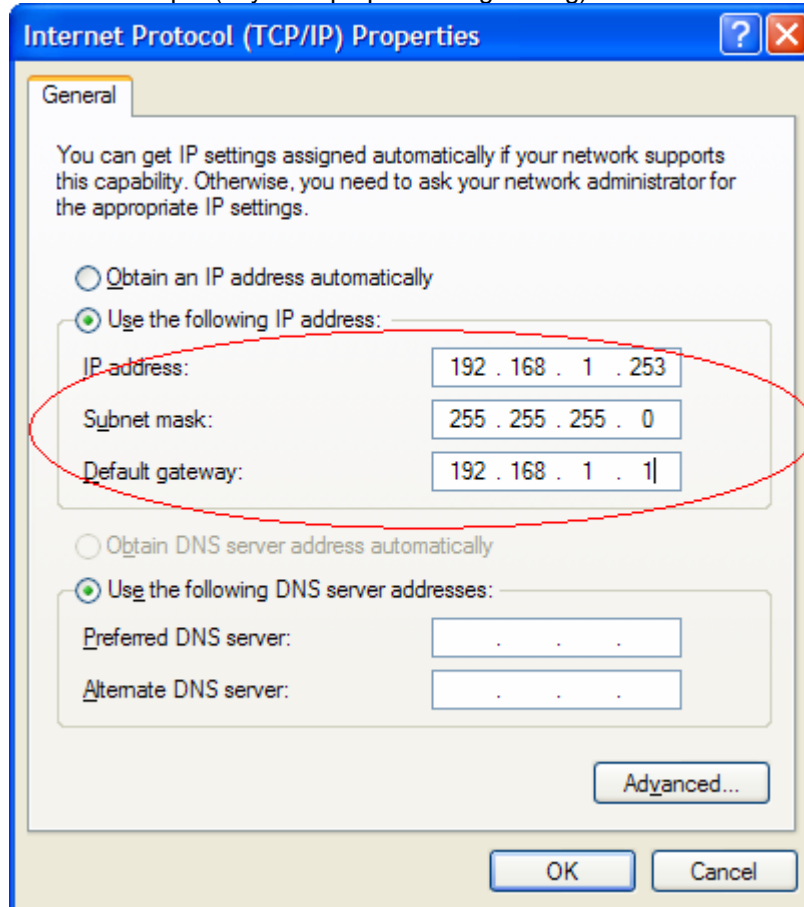 Internet Protocol (TCP/IP) Properties
General
You can get IP settings assigned automatically if your network supports
this capability. Otherwise, you need to ask your network administrator for
the appropriate IP settings.
Obtain an IP address automatically
Use the following IP address:
IP address: 192 . 168 . 1 . 253
Subnet mask: 255 . 255 . 255 . 0
Default gateway: 192 . 168 . 1 . 1
Obtain DNS server address automatically
Use the following DNS server addresses:
Preferred DNS server: . . .
Alternate DNS server: . . .
Advanced...
OK Cancel